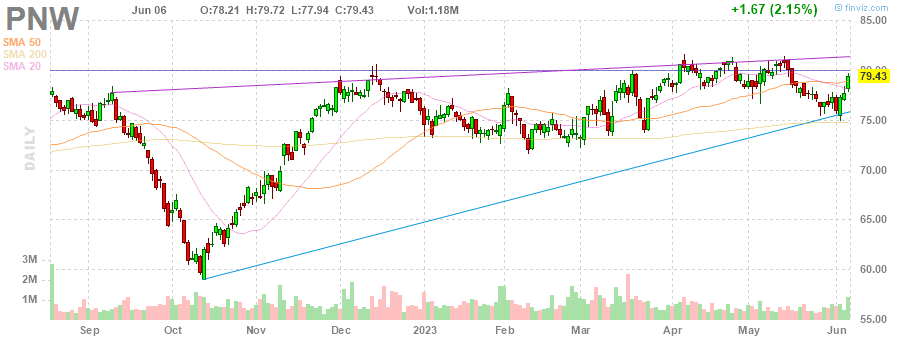 PNW Jun 06 O:78.21 H:79.72 L:77.94 C:79.43 Vol:1.18M +1.67 (2.15%) finviz.com
SMA 50
SMA 200
SMA 20
DAILY
85.00
80.00
79.43
75.00
70.00
65.00
60.00
55.00
3M
2M
1M
Sep Oct Nov Dec 2023 Feb Mar Apr May Jun